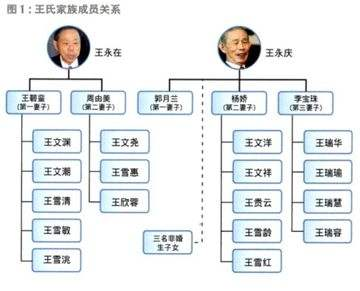 图1:王氏家族成员关系
王永在
王永庆
王碧銮
(第一妻子)
周由美
(第二妻子)
郭月兰
(第一妻子)
杨娇
(第二妻子)
李宝珠
(第三妻子)
王文渊
王文尧
王文洋
王瑞华
王文潮
王雪惠
王文祥
王瑞瑜
王雪清
王欣蓉
王贵云
王瑞慧
王雪敏
三名非婚
生子女
王雪龄
王瑞容
王雪洮
王雪红